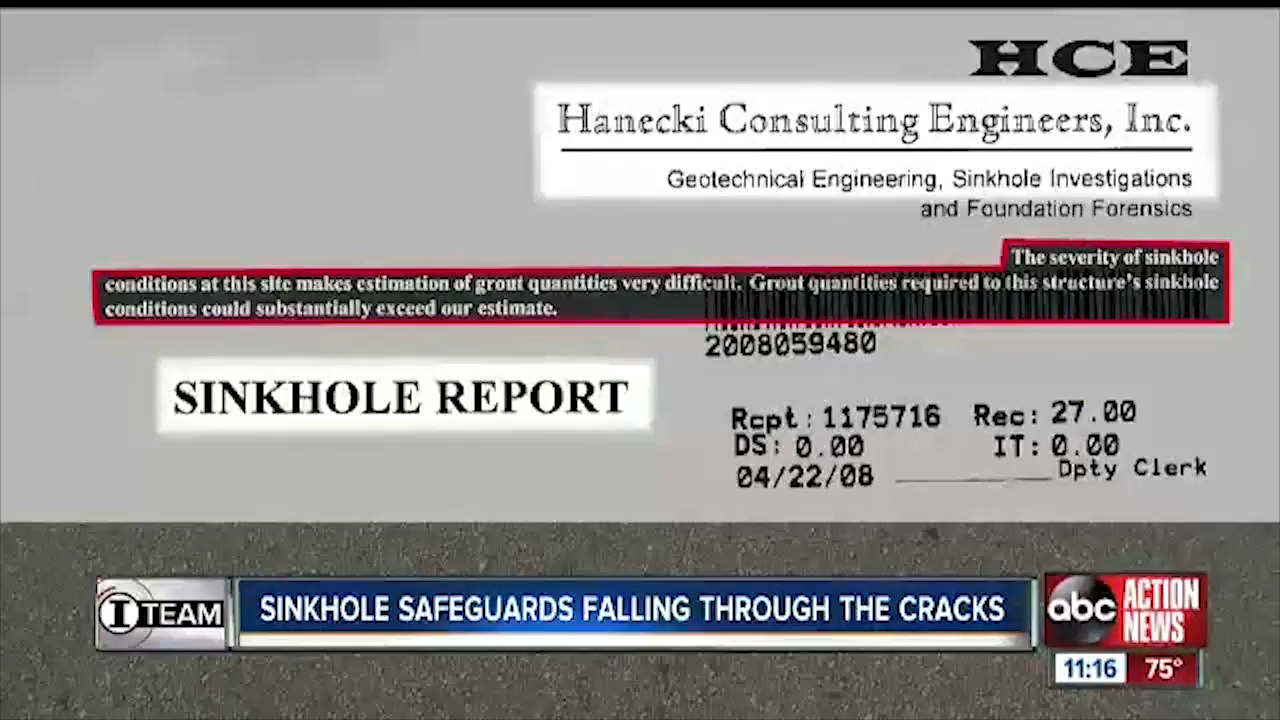 HCE
Hanecki Consulting Engineers, Inc.
Geotechnical Engineering, Sinkhole Investigations
and Foundation Forensics
The severity of sinkhole
conditions at this site makes estimation of grout quantities very difficult. Grout quantities required to this structure's sinkhole
conditions could substantially exceed our estimate.
2008059480
SINKHOLE REPORT
Rcpt: 1175716 Rec: 27.00
DS: 0.00 IT: 0.00
04/22/08 Dpty Clerk
I TEAM
SINKHOLE SAFEGUARDS FALLING THROUGH THE CRACKS
abc ACTION NEWS
11:16 75°